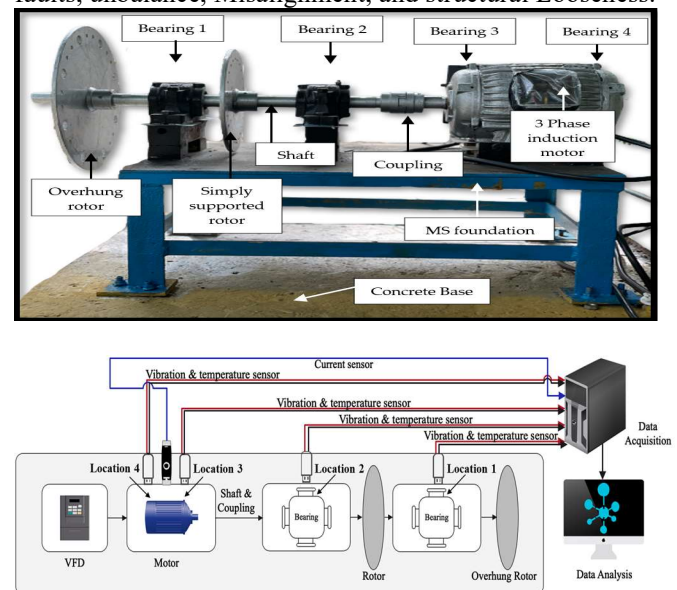 faults, unbalance, Misalignment, and structural Looseness.
Bearing 1
Bearing 2
Bearing 3
Bearing 4
3 Phase
induction
motor
Shaft
Coupling
Overhung
rotor
Simply
supported
rotor
MS foundation
Concrete Base
Current sensor
Vibration & temperature sensor
Vibration & temperature sensor
Vibration & temperature sensor
Vibration & temperature sensor
Data
Acquisition
Location 4
Location 3
Location 2
Location 1
Shaft &
Coupling
Bearing
Bearing
VFD
Motor
Rotor
Overhung Rotor
Data Analysis